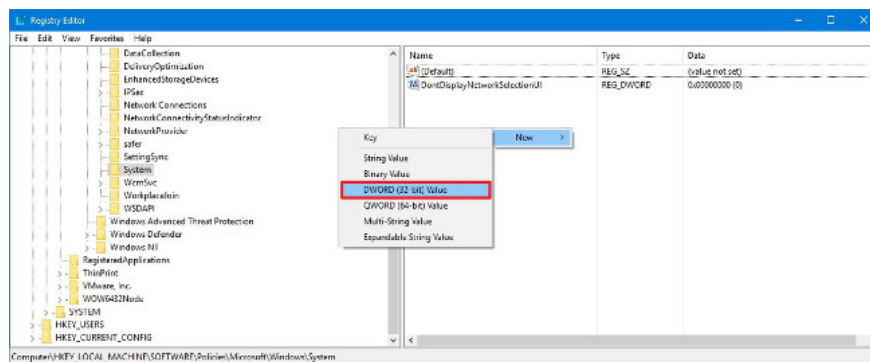 Registry Editor
File Edit View Favorites Help
DataCollection
DeliveryOptimization
EnhancedStorageDevices
IPSec
Network Connections
NetworkConnectivityStatusIndicator
NetworkProvider
safer
SettingSync
System
WcmSvc
WorkplaceJoin
WSDAPI
Windows Advanced Threat Protection
Windows Defender
Windows NT
RegisteredApplications
ThinPrint
VMware, Inc.
WOW6432Node
SYSTEM
HKEY_USERS
HKEY_CURRENT_CONFIG
Name Type Data
(Default) REG_SZ (value not set)
DontDisplayNetworkSelectionUI REG_DWORD 0x00000000 (0)
New
Key
String Value
Binary Value
DWORD (32-bit) Value
QWORD (64-bit) Value
Multi-String Value
Expandable String Value
Computer\HKEY_LOCAL_MACHINE\SOFTWARE\Policies\Microsoft\Windows\System